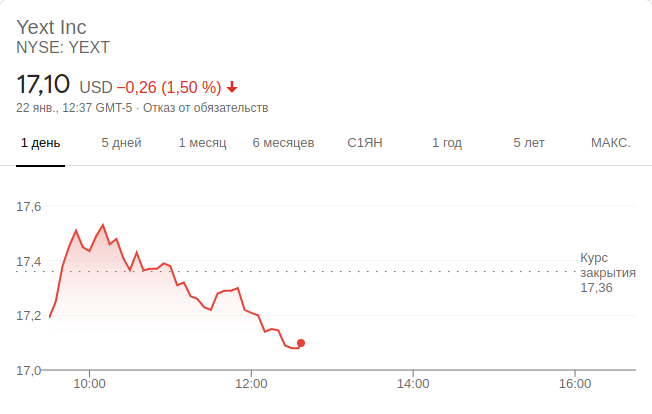 Yext Inc
NYSE: YEXT
17,10 USD −0,26 (1,50 %)
22 янв., 12:37 GMT-5 · Отказ от обязательств
1 день 5 дней 1 месяц 6 месяцев С1ЯН 1 год 5 лет МАКС.
17,6
17,4
Курс
закрытия
17,36
17,2
17,0
10:00 12:00 14:00 16:00